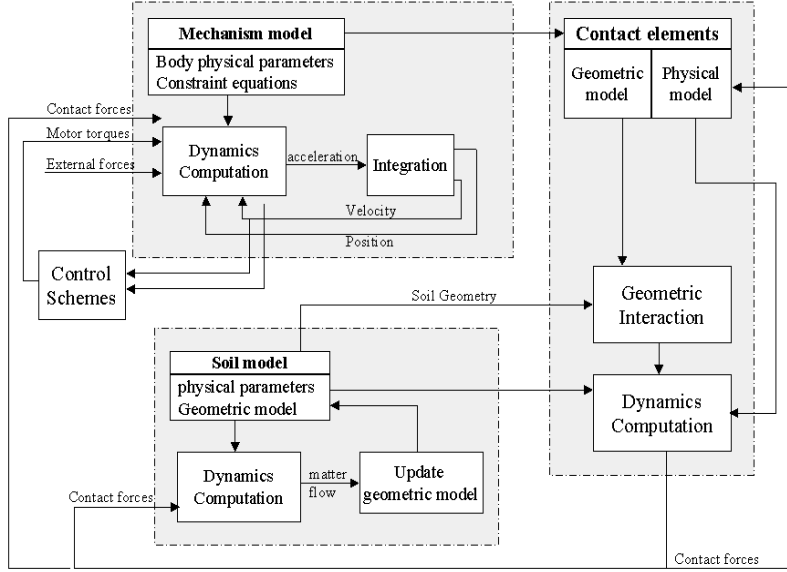 Mechanism model
Body physical parameters
Constraint equations
Contact elements
Geometric
model
Physical
model
Contact forces
Motor torques
External forces
Dynamics
Computation
acceleration
Integration
Velocity
Position
Control
Schemes
Soil Geometry
Geometric
Interaction
Soil model
physical parameters
Geometric model
Dynamics
Computation
Dynamics
Computation
matter
flow
Update
geometric model
Contact forces
Contact forces